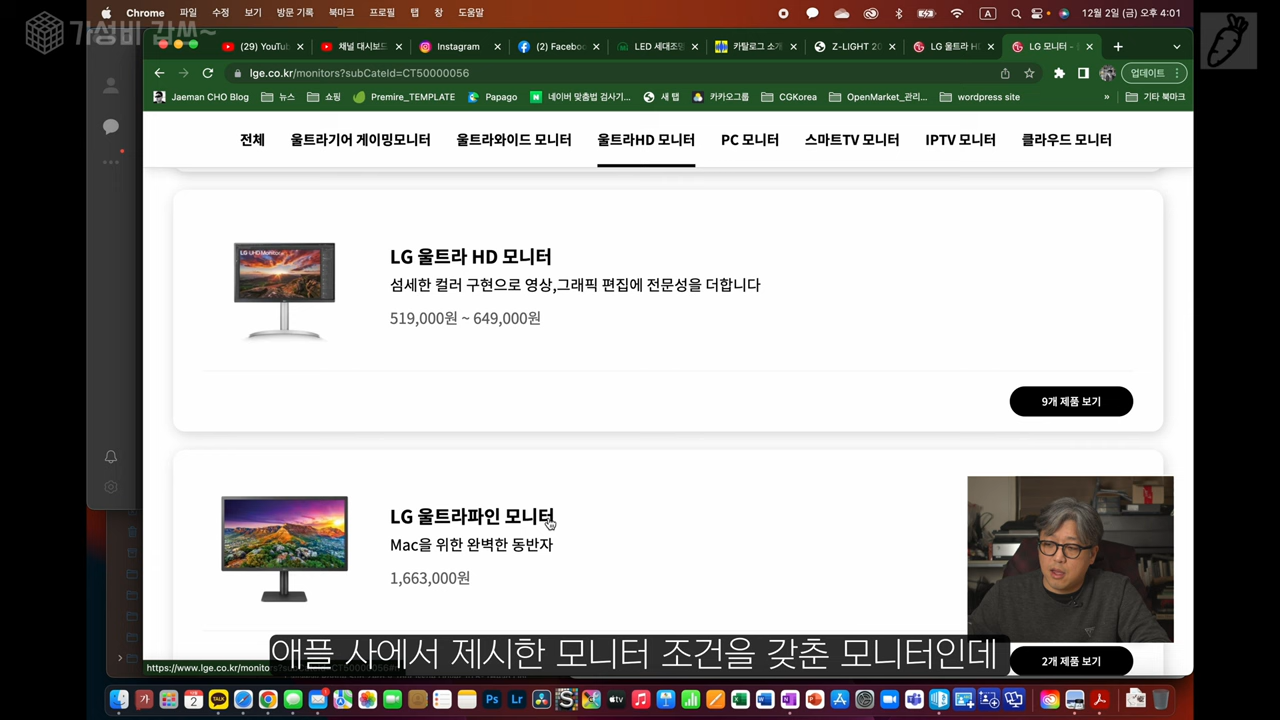 가성비 갑쓰~
Chrome 파일 수정 보기 방문 기록 북마크 프로필 탭 창 도움말
A 12월 2일 (금) 오후 4:01
(29) YouTu 채널 대시보드 Instagram (2) Faceboo LED 세대조명 카탈로그 소개 Z-LIGHT 20 LG 울트라 H LG 모니터 -
lge.co.kr/monitors?subCateId=CT50000056
업데이트
Jaeman CHO Blog 뉴스 쇼핑 Premire_TEMPLATE Papago 네이버 맞춤법 검사기... 새 탭 카카오그룹 CGKorea OpenMarket_관리... wordpress site » 기타 북마크
전체 울트라기어 게이밍모니터 울트라와이드 모니터 울트라HD 모니터 PC 모니터 스마트TV 모니터 IPTV 모니터 클라우드 모니터
LG UHD Monitor
LG 울트라 HD 모니터
섬세한 컬러 구현으로 영상,그래픽 편집에 전문성을 더합니다
519,000원 ~ 649,000원
9개 제품 보기
LG 울트라파인 모니터
Mac을 위한 완벽한 동반자
1,663,000원
애플 사에서 제시한 모니터 조건을 갖춘 모니터인데
2개 제품 보기